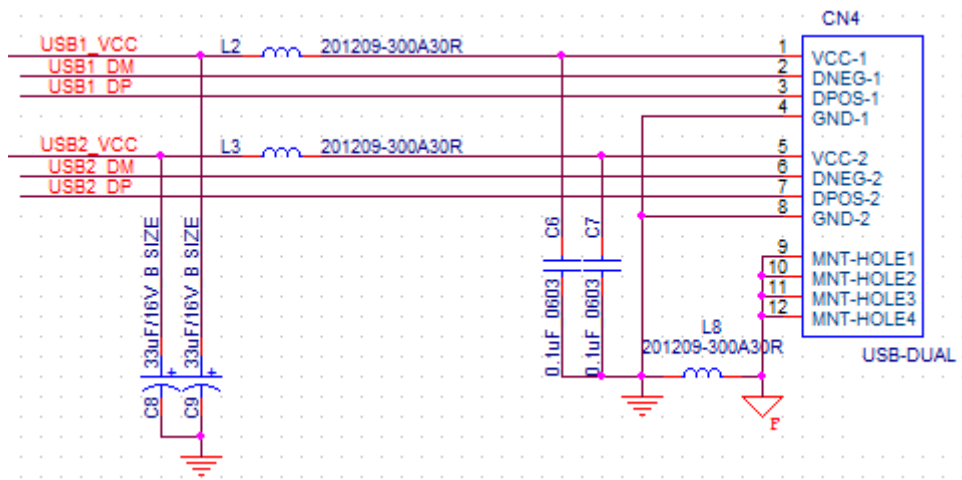 CN4
USB1_VCC
L2
201209-300A30R
1
VCC-1
USB1_DM
2
DNEG-1
USB1_DP
3
DPOS-1
4
GND-1
USB2_VCC
L3
201209-300A30R
5
VCC-2
USB2_DM
6
DNEG-2
USB2_DP
7
DPOS-2
8
GND-2
33uF/16V B SIZE
33uF/16V B SIZE
C6
C7
9
MNT-HOLE1
10
MNT-HOLE2
11
MNT-HOLE3
12
MNT-HOLE4
0.1uF 0603
0.1uF 0603
L8
201209-300A30R
USB-DUAL
+
+
C8
C9
F